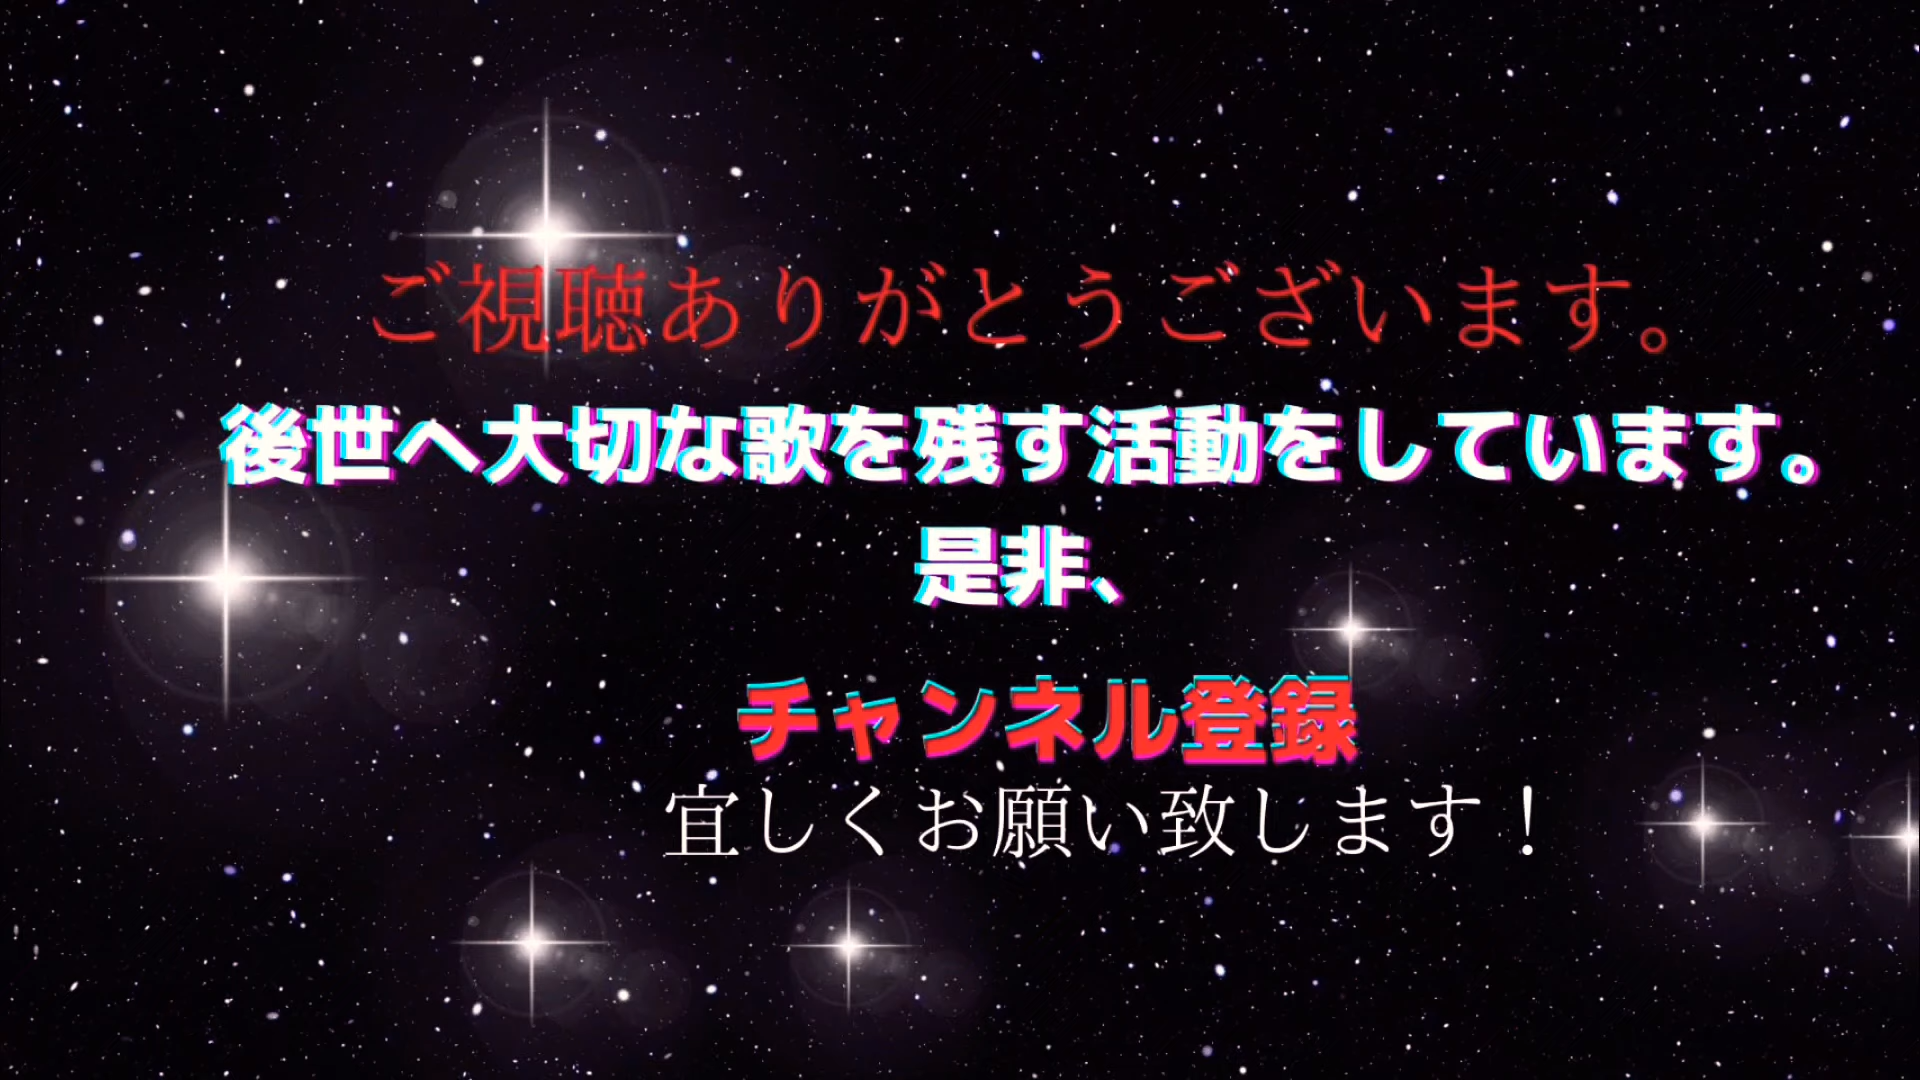 ご視聴ありがとうございます。
後世へ大切な歌を残す活動をしています。
是非、
チャンネル登録
宜しくお願い致します！